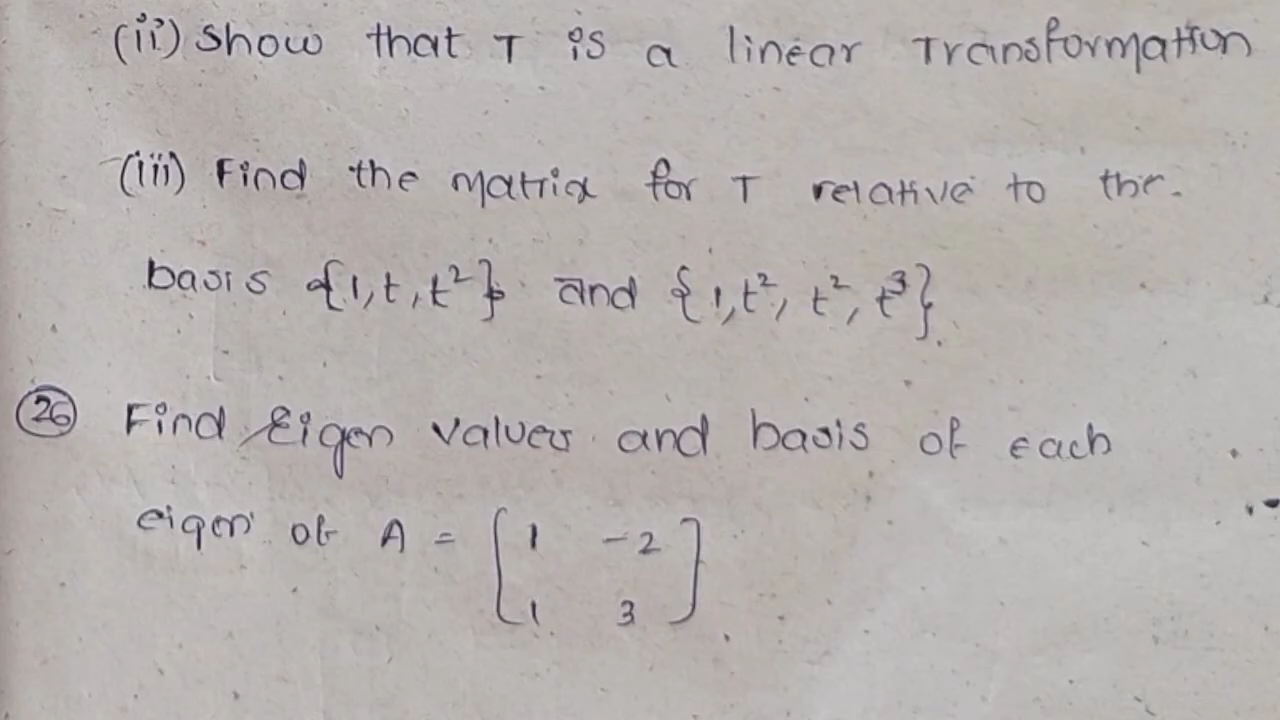 (ii) Show that T is a linear Transformation
(iii) Find the matrix for T relative to the.
basis {1, t, t²} and {1, t², t², t³}.
26 Find Eigen values and basis of each
eigen of A = [1 -2
1 3]